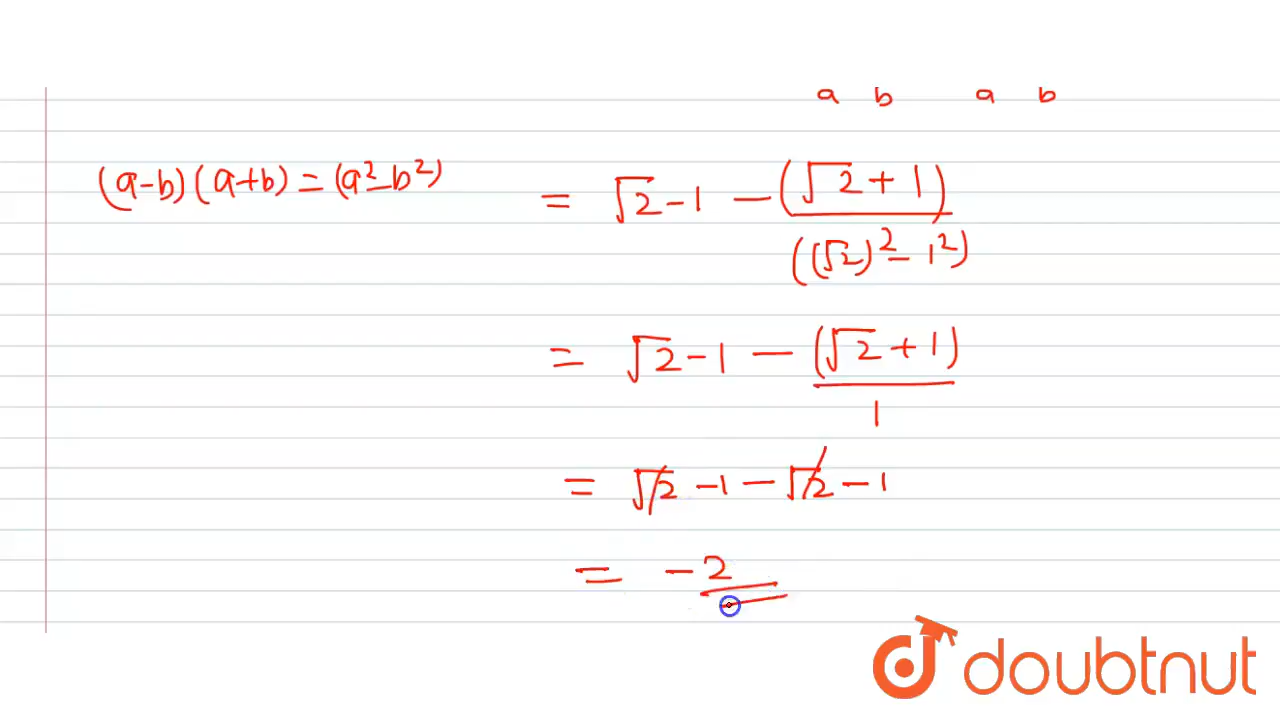 a b a b
(a-b)(a+b) = (a²-b²)
= √2 - 1 - (√2 + 1)
((√2)² - 1²)
= √2 - 1 - (√2 + 1)
1
= √2 - 1 - √2 - 1
= - 2
doubtnut